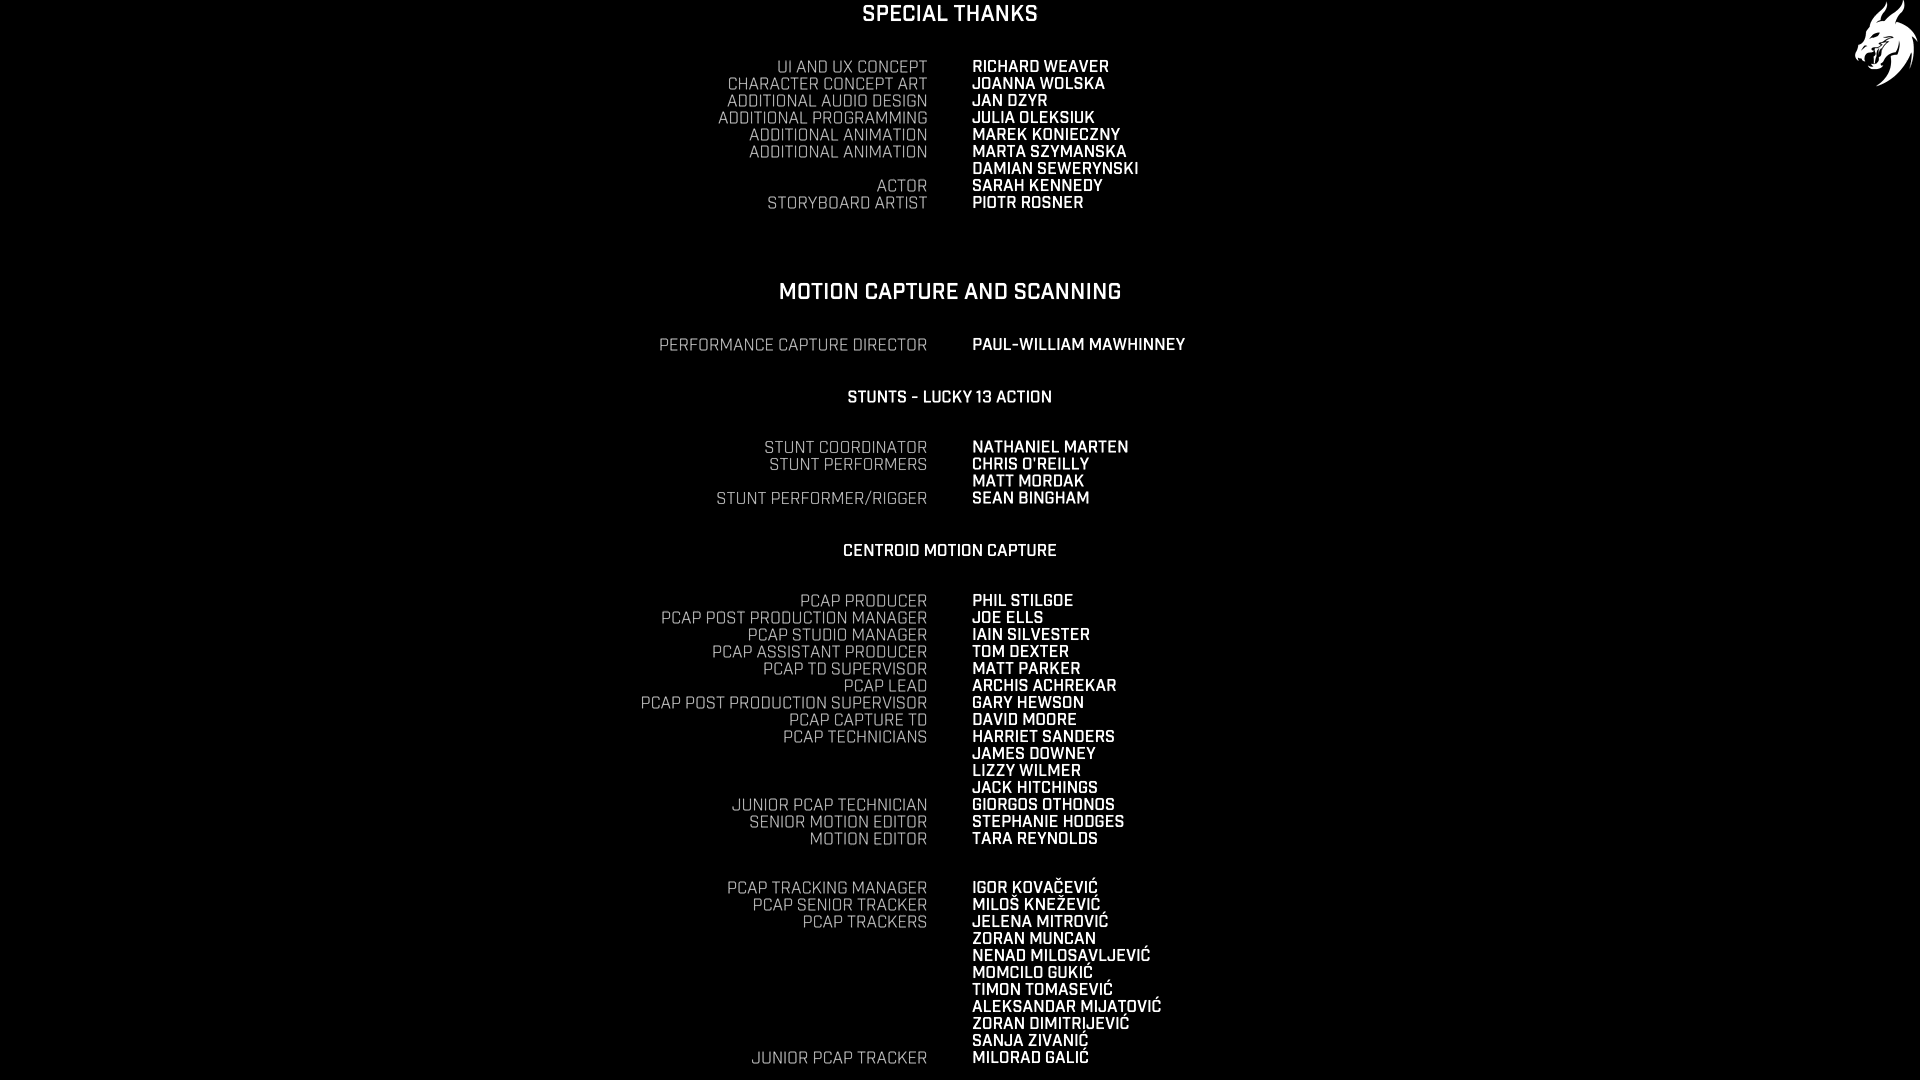 SPECIAL THANKS
UI AND UX CONCEPT RICHARD WEAVER
CHARACTER CONCEPT ART JOANNA WOLSKA
ADDITIONAL AUDIO DESIGN JAN DZYR
ADDITIONAL PROGRAMMING JULIA OLEKSIUK
ADDITIONAL ANIMATION MAREK KONIECZNY
ADDITIONAL ANIMATION MARTA SZYMANSKA
DAMIAN SEWERYNSKI
ACTOR SARAH KENNEDY
STORYBOARD ARTIST PIOTR ROSNER
MOTION CAPTURE AND SCANNING
PERFORMANCE CAPTURE DIRECTOR PAUL-WILLIAM MAWHINNEY
STUNTS - LUCKY 13 ACTION
STUNT COORDINATOR NATHANIEL MARTEN
STUNT PERFORMERS CHRIS O'REILLY
MATT MORDAK
STUNT PERFORMER/RIGGER SEAN BINGHAM
CENTROID MOTION CAPTURE
PCAP PRODUCER PHIL STILGOE
PCAP POST PRODUCTION MANAGER JOE ELLS
PCAP STUDIO MANAGER IAIN SILVESTER
PCAP ASSISTANT PRODUCER TOM DEXTER
PCAP TD SUPERVISOR MATT PARKER
PCAP LEAD ARCHIS ACHREKAR
PCAP POST PRODUCTION SUPERVISOR GARY HEWSON
PCAP CAPTURE TD DAVID MOORE
PCAP TECHNICIANS HARRIET SANDERS
JAMES DOWNEY
LIZZY WILMER
JACK HITCHINGS
JUNIOR PCAP TECHNICIAN GIORGOS OTHONOS
SENIOR MOTION EDITOR STEPHANIE HODGES
MOTION EDITOR TARA REYNOLDS
PCAP TRACKING MANAGER IGOR KOVAČEVIĆ
PCAP SENIOR TRACKER MILOŠ KNEŽEVIĆ
PCAP TRACKERS JELENA MITROVIĆ
ZORAN MUNCAN
NENAD MILOSAVLJEVIĆ
MOMCILO GUKIĆ
TIMON TOMASEVIĆ
ALEKSANDAR MIJATOVIĆ
ZORAN DIMITRIJEVIĆ
SANJA ZIVANIĆ
JUNIOR PCAP TRACKER MILORAD GALIĆ